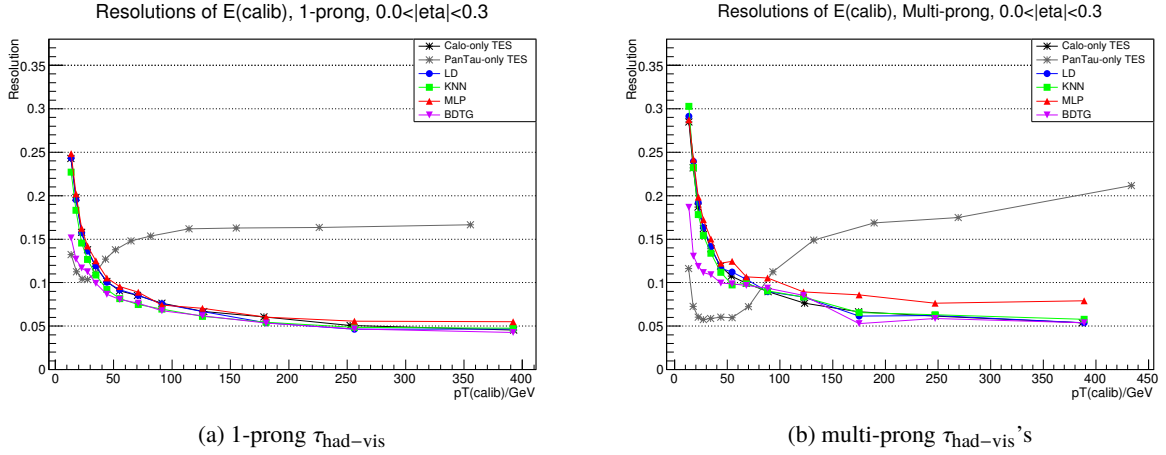 Resolutions of E(calib), 1-prong, 0.0<|eta|<0.3
Resolution
0.35
0.3
0.25
0.2
0.15
0.1
0.05
0
Calo-only TES
PanTau-only TES
LD
KNN
MLP
BDTG
0 50 100 150 200 250 300 350 400
pT(calib)/GeV
(a) 1-prong τhad−vis
Resolutions of E(calib), Multi-prong, 0.0<|eta|<0.3
Resolution
0.35
0.3
0.25
0.2
0.15
0.1
0.05
0
Calo-only TES
PanTau-only TES
LD
KNN
MLP
BDTG
0 50 100 150 200 250 300 350 400 450
pT(calib)/GeV
(b) multi-prong τhad−vis's